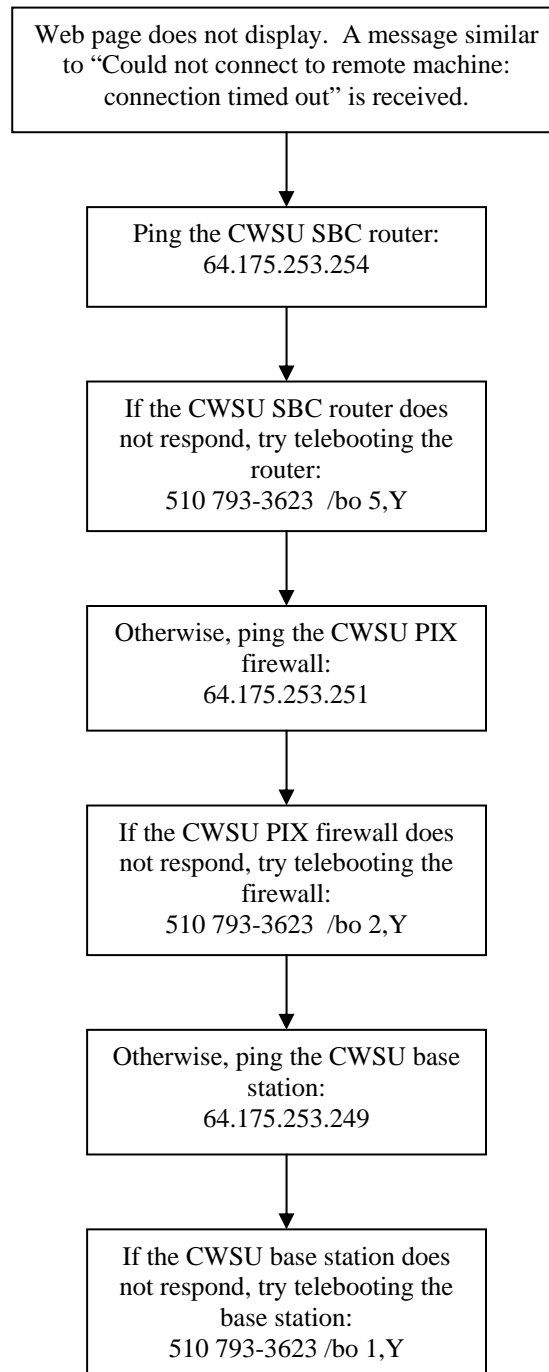 Web page does not display.  A message similar
to “Could not connect to remote machine:
connection timed out” is received.
Ping the CWSU SBC router:
64.175.253.254
If the CWSU SBC router does
not respond, try telebooting the
router:
510 793-3623  /bo 5,Y
Otherwise, ping the CWSU PIX
firewall:
64.175.253.251
If the CWSU PIX firewall does
not respond, try telebooting the
firewall:
510 793-3623  /bo 2,Y
Otherwise, ping the CWSU base
station:
64.175.253.249
If the CWSU base station does
not respond, try telebooting the
base station:
510 793-3623 /bo 1,Y